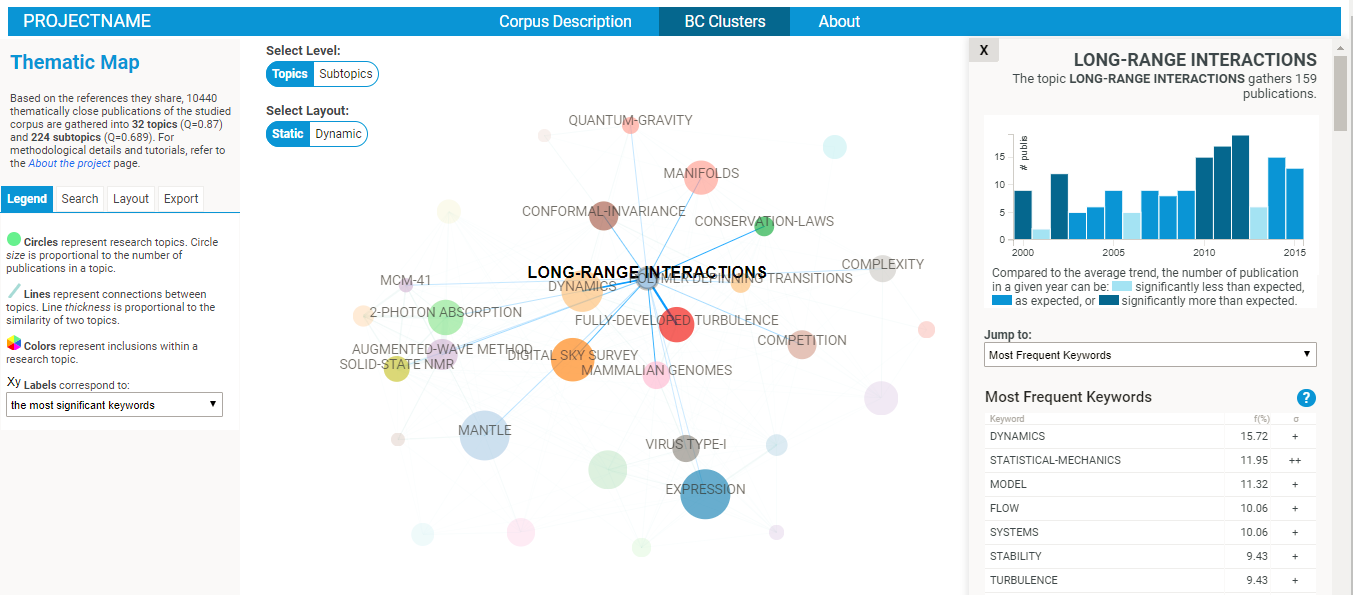 PROJECTNAME
Corpus Description
BC Clusters
About
Thematic Map
Based on the references they share, 10440
thematically close publications of the studied
corpus are gathered into 32 topics (Q=0.87)
and 224 subtopics (Q=0.689). For
methodological details and tutorials, refer to
the About the project page.
Legend
Search
Layout
Export
Circles represent research topics. Circle
size is proportional to the number of
publications in a topic.
Lines represent connections between
topics. Line thickness is proportional to the
similarity of two topics.
Colors represent inclusions within a
research topic.
Xy Labels correspond to:
the most significant keywords
Select Level:
Topics Subtopics
Select Layout:
Static Dynamic
QUANTUM-GRAVITY
MANIFOLDS
CONFORMAL-INVARIANCE
CONSERVATION-LAWS
COMPLEXITY
LONG-RANGE INTERACTIONS
TRANSITIONS
MCM-41
DYNAMICS
2-PHOTON ABSORPTION
FULLY-DEVELOPED TURBULENCE
COMPETITION
AUGMENTED-WAVE METHOD
DIGITAL SKY SURVEY
SOLID-STATE NMR
MAMMALIAN GENOMES
MANTLE
VIRUS TYPE-I
EXPRESSION
X
LONG-RANGE INTERACTIONS
The topic LONG-RANGE INTERACTIONS gathers 159
publications.
# publis
15
10
5
0
2000
2005
2010
2015
Compared to the average trend, the number of publication
in a given year can be: significantly less than expected,
as expected, or significantly more than expected.
Jump to:
Most Frequent Keywords
Most Frequent Keywords
?
Keyword f(%) σ
DYNAMICS 15.72 +
STATISTICAL-MECHANICS 11.95 ++
MODEL 11.32 +
FLOW 10.06 +
SYSTEMS 10.06 +
STABILITY 9.43 +
TURBULENCE 9.43 +